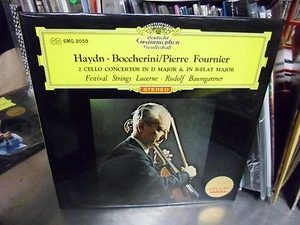 SMG 2050
Deutsche
Grammophon
Gesellschaft
Haydn · Boccherini/Pierre Fournier
2 CELLO CONCERTOS IN D MAJOR & IN B-FLAT MAJOR
Festival Strings Lucerne · Rudolf Baumgartner
STEREO